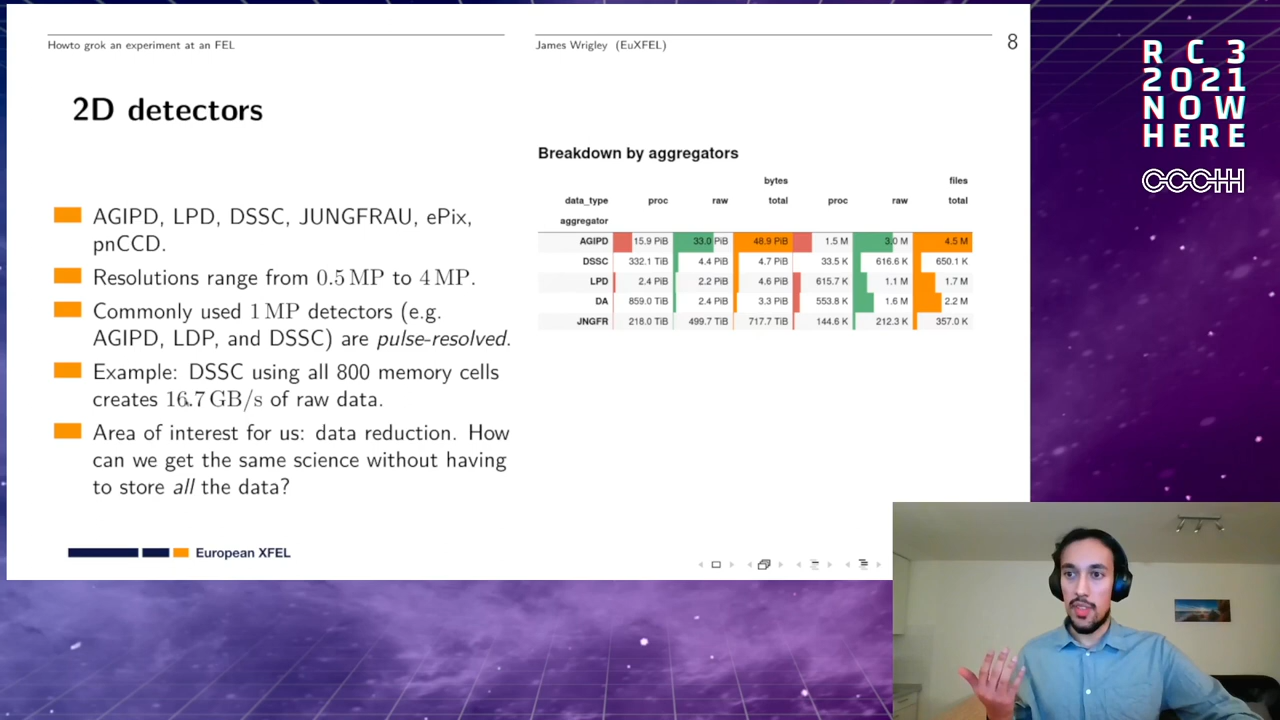 Howto grok an experiment at an FEL
James Wrigley (EuXFEL)
8
2D detectors
AGIPD, LPD, DSSC, JUNGFRAU, ePix,
pnCCD.
Resolutions range from 0.5 MP to 4 MP.
Commonly used 1 MP detectors (e.g.
AGIPD, LDP, and DSSC) are pulse-resolved.
Example: DSSC using all 800 memory cells
creates 16.7 GB/s of raw data.
Area of interest for us: data reduction. How
can we get the same science without having
to store all the data?
European XFEL
Breakdown by aggregators
bytes files
data_type proc raw total proc raw total
aggregator
AGIPD 15.9 PiB 33.0 PiB 48.9 PiB 1.5 M 3.0 M 4.5 M
DSSC 332.1 TiB 4.4 PiB 4.7 PiB 33.5 K 616.6 K 650.1 K
LPD 2.4 PiB 2.2 PiB 4.6 PiB 615.7 K 1.1 M 1.7 M
DA 859.0 TiB 2.4 PiB 3.3 PiB 553.8 K 1.6 M 2.2 M
JNGFR 218.0 TiB 499.7 TiB 717.7 TiB 144.6 K 212.3 K 357.0 K
RC3
2021
NOW
HERE